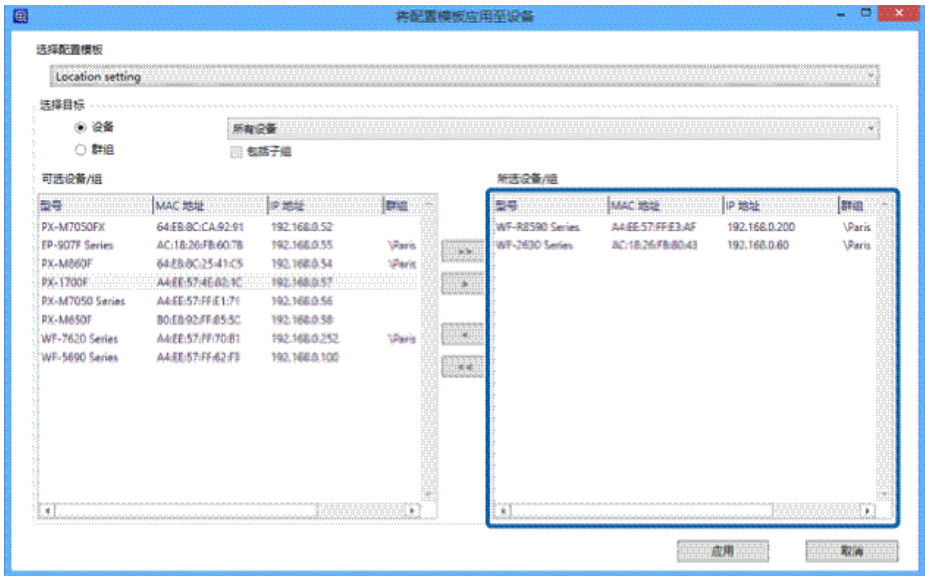 将配置模板应用至设备
选择配置模板
Location setting
选择目标
设备 所有设备
群组 包括子组
可选设备/组
型号 MAC 地址 IP 地址 群组
PX-M7050FX 64:EB:8C:CA:92:91 192.168.0.52
EP-907F Series AC:18:26:FB:60:7B 192.168.0.55 \Paris
PX-M860F 64:EB:8C:25:41:C5 192.168.0.54 \Paris
PX-1700F A4:EE:57:4E:82:1C 192.168.0.57
PX-M7050 Series A4:EE:57:FF:E1:71 192.168.0.56
PX-M650F B0:E8:92:FF:85:5C 192.168.0.58
WF-7620 Series A4:EE:57:FF:70:B1 192.168.0.252 \Paris
WF-5690 Series A4:EE:57:FF:62:F3 192.168.0.100
>>
>
<
<<
所选设备/组
型号 MAC 地址 IP 地址 群组
WF-R8590 Series A4:EE:57:FF:E3:AF 192.168.0.200 \Paris
WF-2630 Series AC:18:26:FB:80:43 192.168.0.60 \Paris
应用 取消